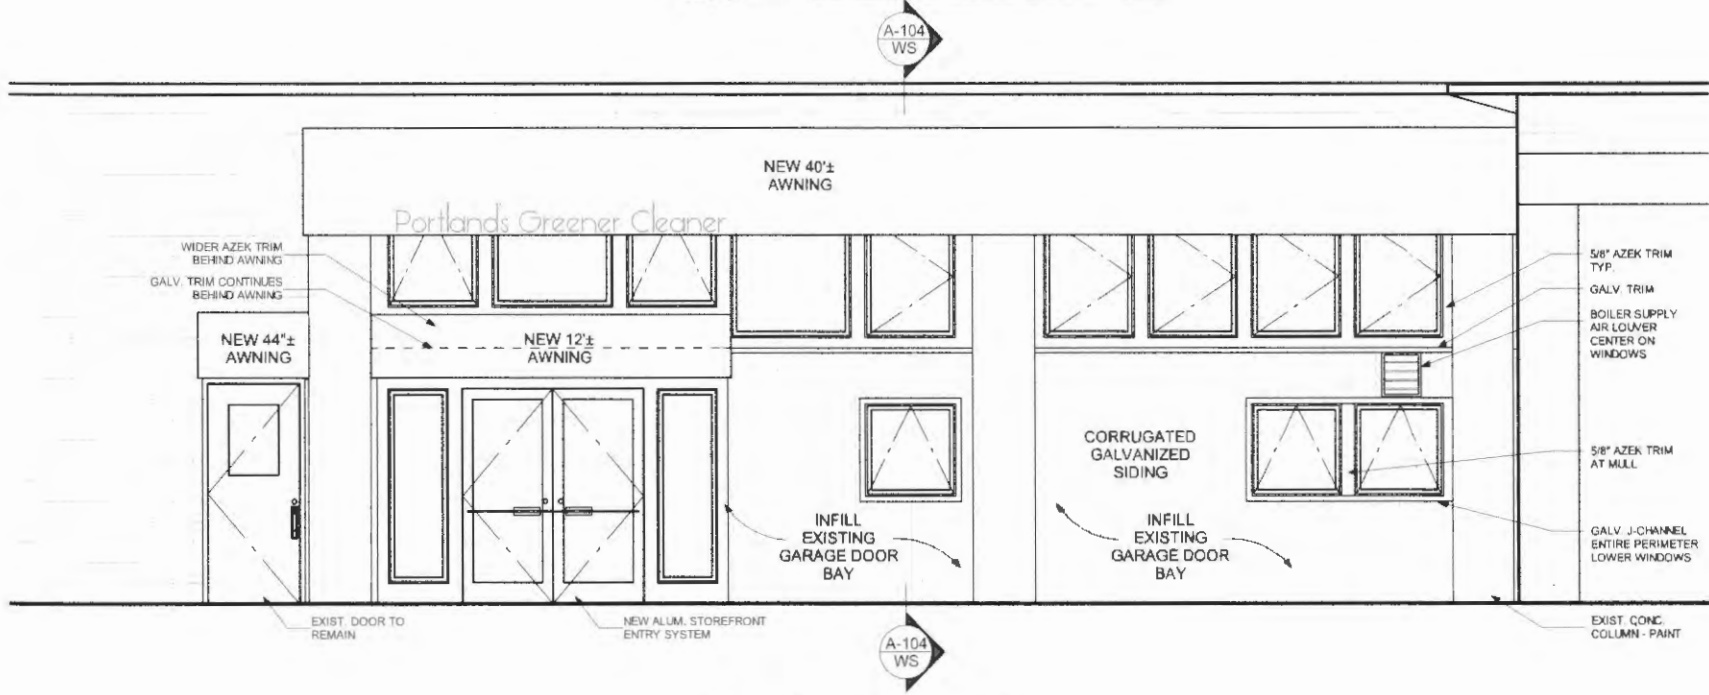 A-104
WS
NEW 40'±
AWNING
Portland's Greener Cleaner
WIDER AZEK TRIM
BEHIND AWNING
GALV. TRIM CONTINUES
BEHIND AWNING
NEW 44"±
AWNING
NEW 12'±
AWNING
5/8" AZEK TRIM
TYP.
GALV. TRIM
BOILER SUPPLY
AIR LOUVER
CENTER ON
WINDOWS
CORRUGATED
GALVANIZED
SIDING
5/8" AZEK TRIM
AT MULL
INFILL
EXISTING
GARAGE DOOR
BAY
INFILL
EXISTING
GARAGE DOOR
BAY
GALV. J-CHANNEL
ENTIRE PERIMETER
LOWER WINDOWS
EXIST. DOOR TO
REMAIN
NEW ALUM. STOREFRONT
ENTRY SYSTEM
EXIST. CONC.
COLUMN - PAINT
A-104
WS